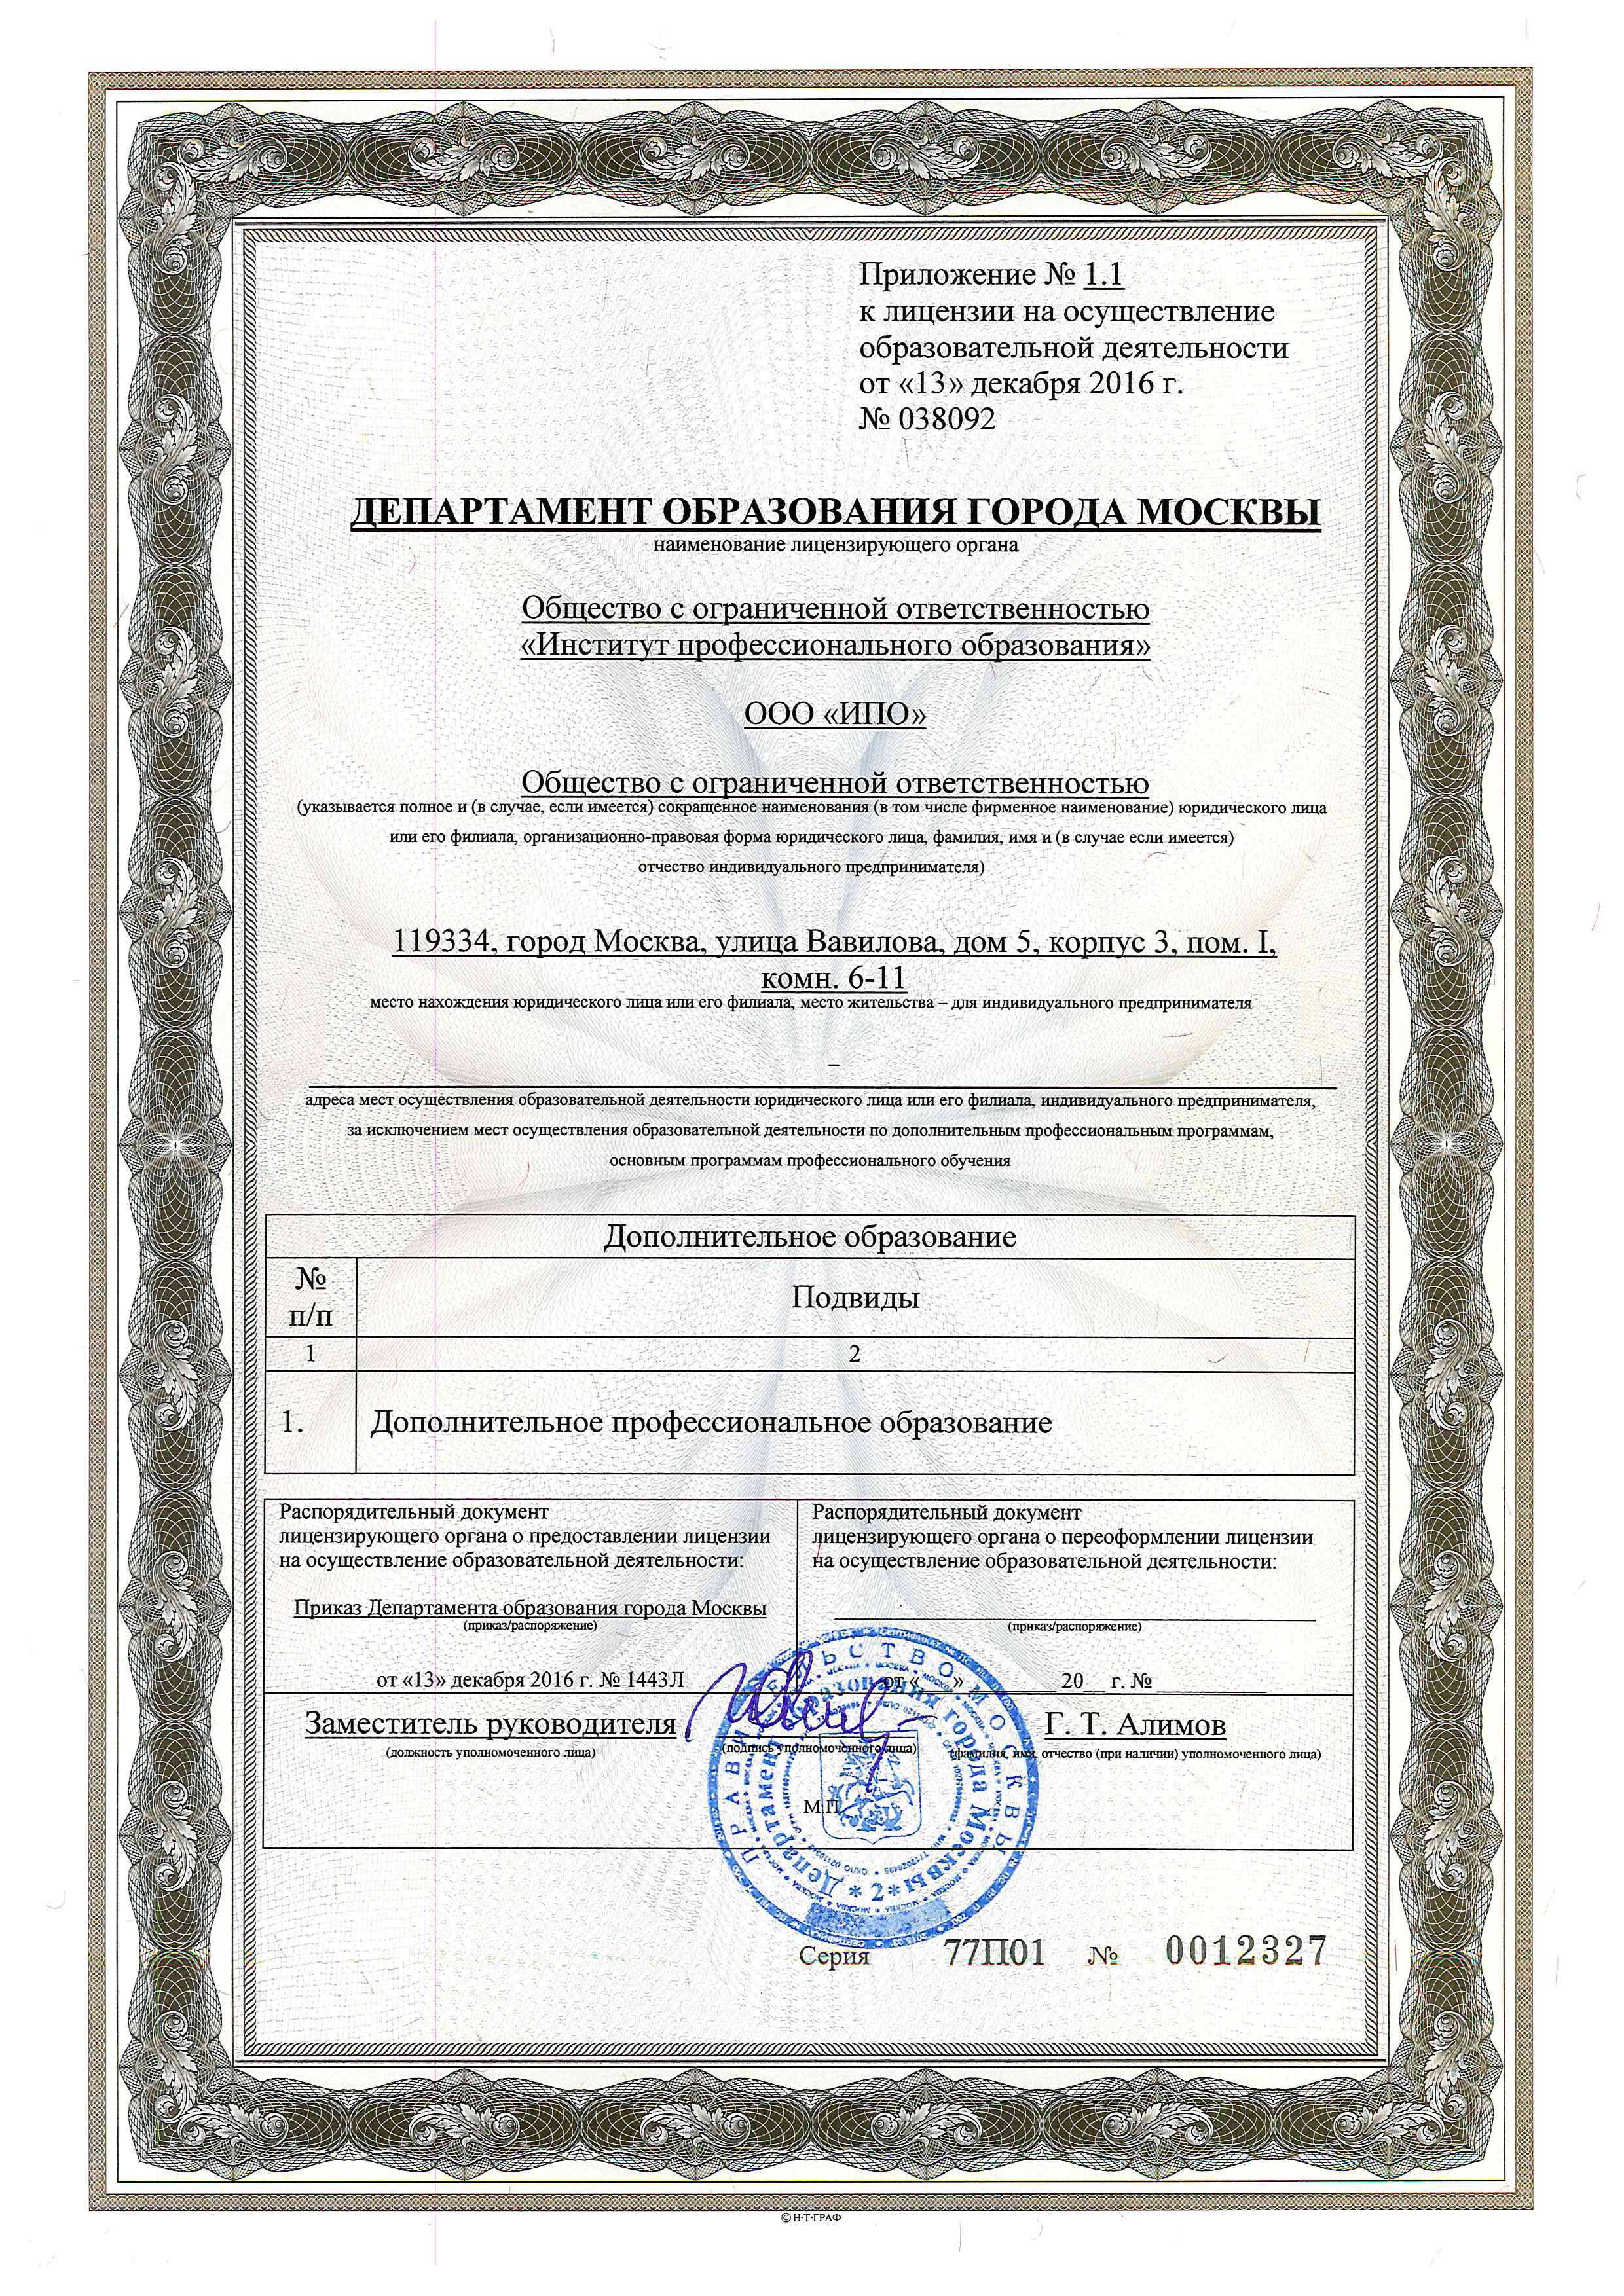 Приложение № 1.1
к лицензии на осуществление
образовательной деятельности
от «13» декабря 2016 г.
№ 038092
ДЕПАРТАМЕНТ ОБРАЗОВАНИЯ ГОРОДА МОСКВЫ
наименование лицензирующего органа
Общество с ограниченной ответственностью
«Институт профессионального образования»
ООО «ИПО»
Общество с ограниченной ответственностью
(указывается полное и (в случае, если имеется) сокращенное наименования (в том числе фирменное наименование) юридического лица
или его филиала, организационно-правовая форма юридического лица, фамилия, имя и (в случае если имеется)
отчество индивидуального предпринимателя)
119334, город Москва, улица Вавилова, дом 5, корпус 3, пом. I,
комн. 6-11
место нахождения юридического лица или его филиала, место жительства – для индивидуального предпринимателя
–
адреса мест осуществления образовательной деятельности юридического лица или его филиала, индивидуального предпринимателя,
за исключением мест осуществления образовательной деятельности по дополнительным профессиональным программам,
основным программам профессионального обучения
Дополнительное образование
№
п/п
Подвиды
1 2
1. Дополнительное профессиональное образование
Распорядительный документ
лицензирующего органа о предоставлении лицензии
на осуществление образовательной деятельности:
Приказ Департамента образования города Москвы
(приказ/распоряжение)
от «13» декабря 2016 г. № 1443Л
Распорядительный документ
лицензирующего органа о переоформлении лицензии
на осуществление образовательной деятельности:
(приказ/распоряжение)
от «___» ________ 20__ г. № __________
Заместитель руководителя
(должность уполномоченного лица)
(подпись уполномоченного лица)
Г. Т. Алимов
(фамилия, имя, отчество (при наличии) уполномоченного лица)
М.П.
ПРАВИТЕЛЬСТВО МОСКВЫ
Департамент образования города Москвы
* 2 *
Серия 77П01 № 0012327
© Н-Т-ГРАФ